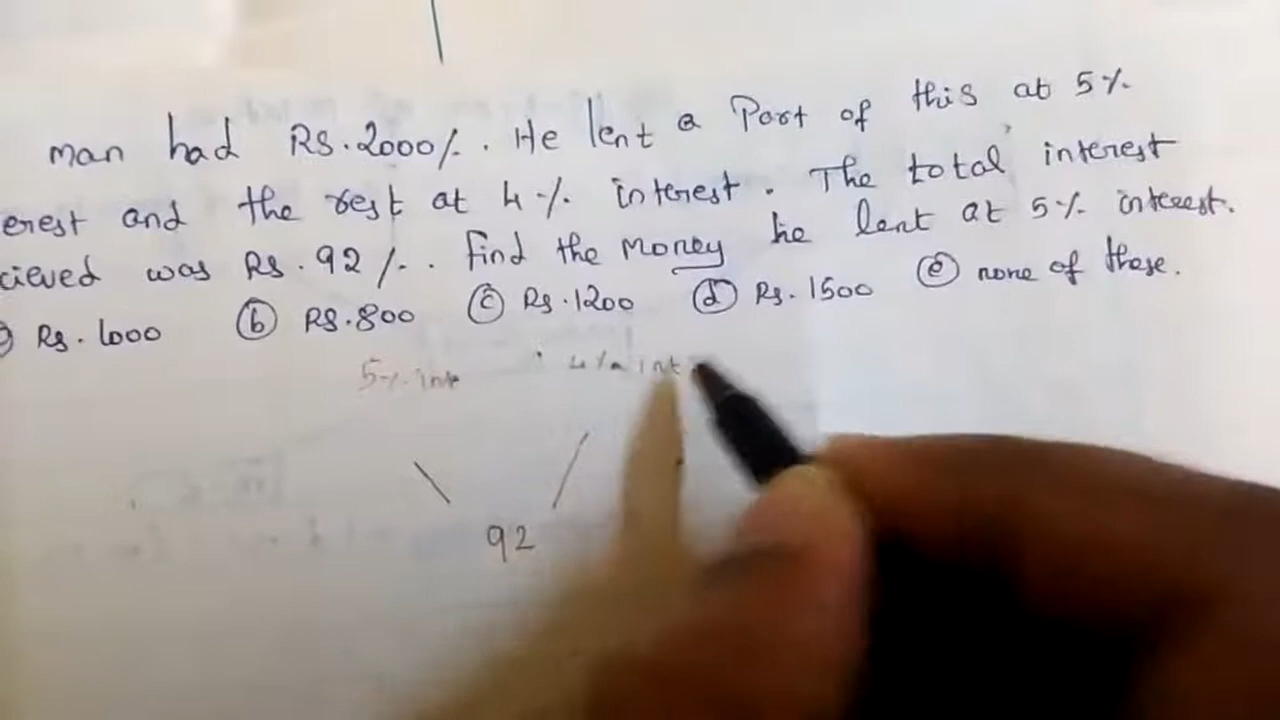 man had Rs.2000/. . He lent a Part of this at 5%
erest and the rest at 4% interest. The total interest
cieved was Rs.92/. . find the money he lent at 5% interest.
Rs.1000 (b) Rs.800 (c) Rs.1200 (d) Rs.1500 (e) none of these.
5% int 4% int
92